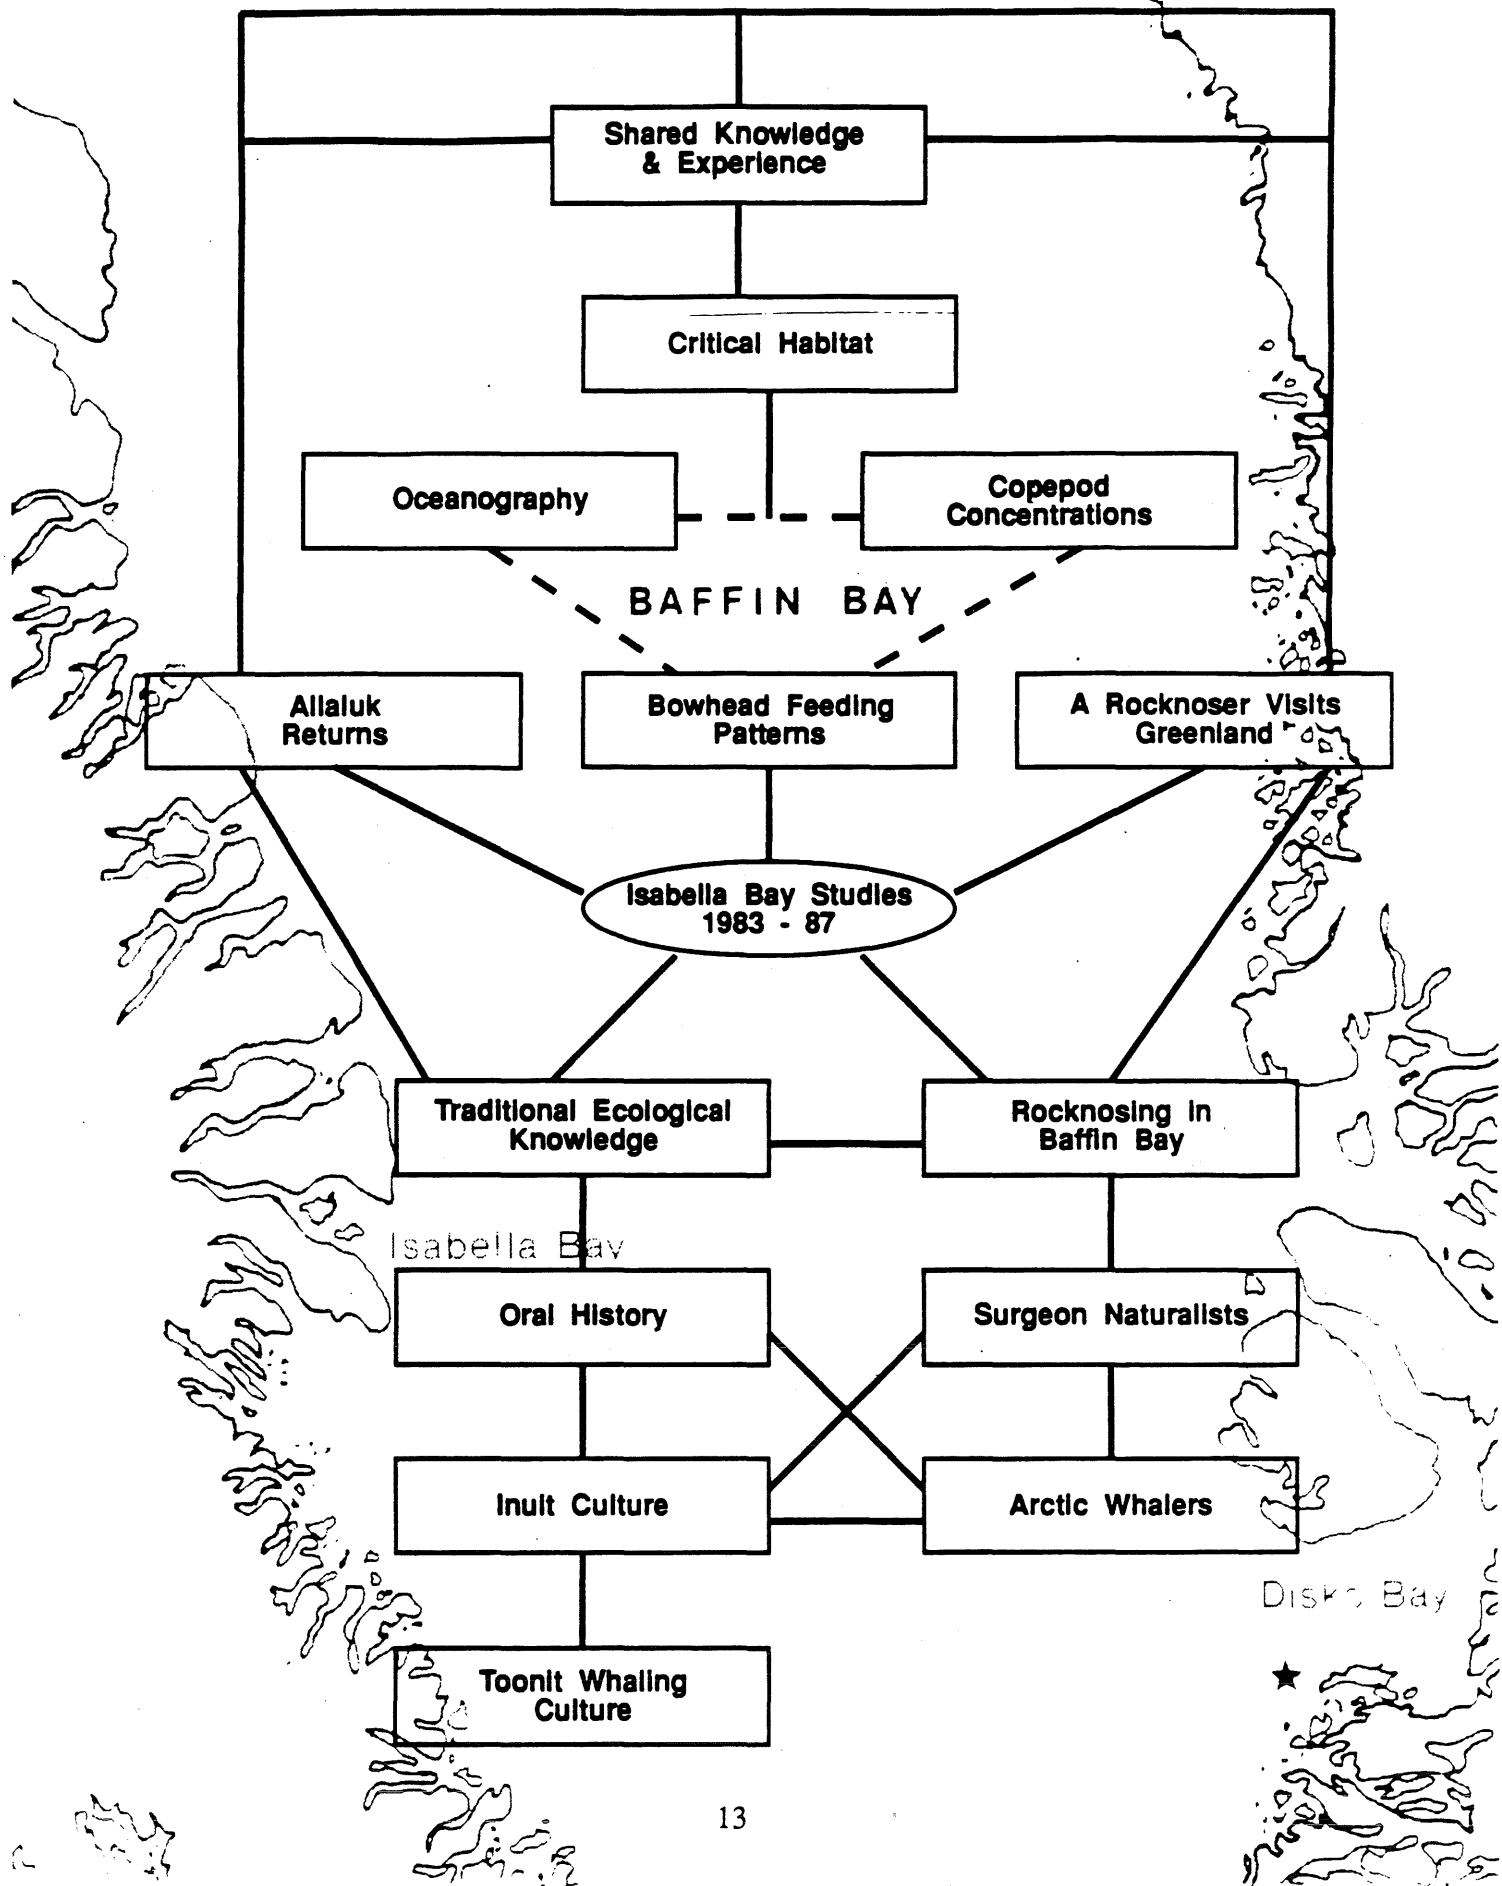 Shared Knowledge
& Experience
Critical Habitat
Oceanography
Copepod
Concentrations
BAFFIN BAY
Allaluk
Returns
Bowhead Feeding
Patterns
A Rocknoser Visits
Greenland
Isabella Bay Studies
1983 - 87
Traditional Ecological
Knowledge
Rocknosing in
Baffin Bay
Isabella Bay
Oral History
Surgeon Naturalists
Inuit Culture
Arctic Whalers
Disko Bay
Toonit Whaling
Culture
13